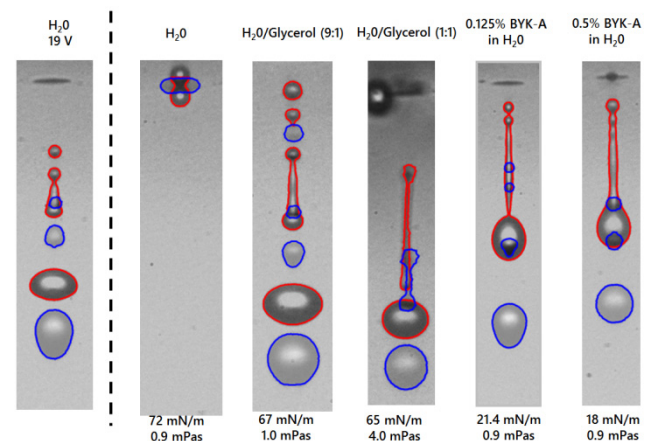 H₂0
19 V
H₂0
H₂0/Glycerol (9:1)
H₂0/Glycerol (1:1)
0.125% BYK-A
in H₂0
0.5% BYK-A
in H₂0
72 mN/m
0.9 mPas
67 mN/m
1.0 mPas
65 mN/m
4.0 mPas
21.4 mN/m
0.9 mPas
18 mN/m
0.9 mPas